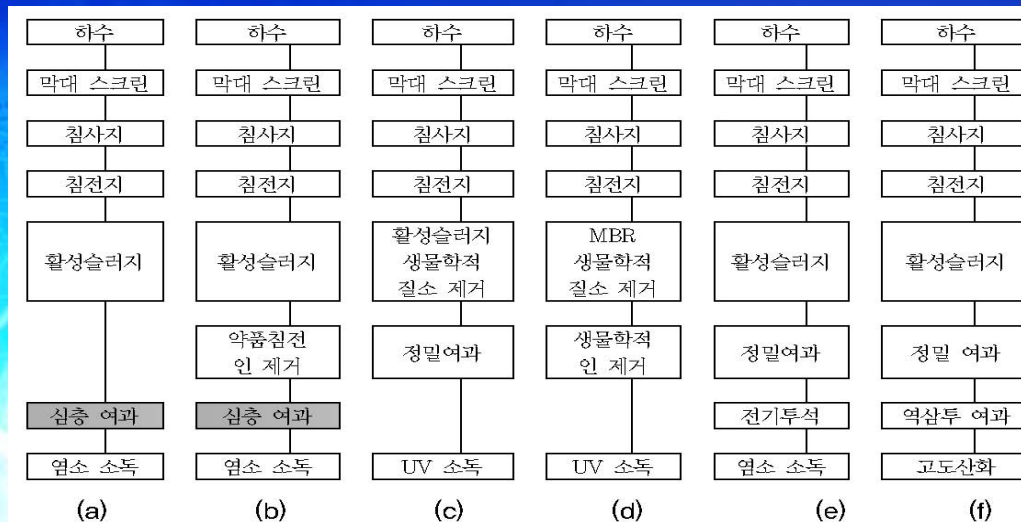 하수
막대 스크린
침사지
침전지
활성슬러지
심층 여과
염소 소독
(a)
하수
막대 스크린
침사지
침전지
활성슬러지
약품침전
인 제거
심층 여과
염소 소독
(b)
하수
막대 스크린
침사지
침전지
활성슬러지
생물학적
질소 제거
정밀여과
UV 소독
(c)
하수
막대 스크린
침사지
침전지
MBR
생물학적
질소 제거
생물학적
인 제거
UV 소독
(d)
하수
막대 스크린
침사지
침전지
활성슬러지
정밀여과
전기투석
염소 소독
(e)
하수
막대 스크린
침사지
침전지
활성슬러지
정밀 여과
역삼투 여과
고도산화
(f)